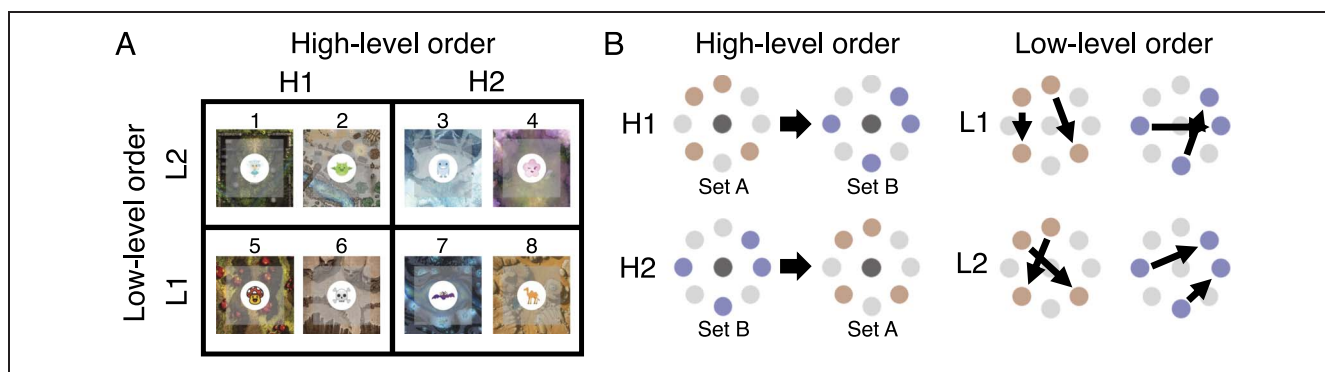 A
High-level order
H1 H2
Low-level order
L2
1 2 3 4
L1
5 6 7 8
B
High-level order Low-level order
H1
Set A Set B
L1
H2
Set B Set A
L2